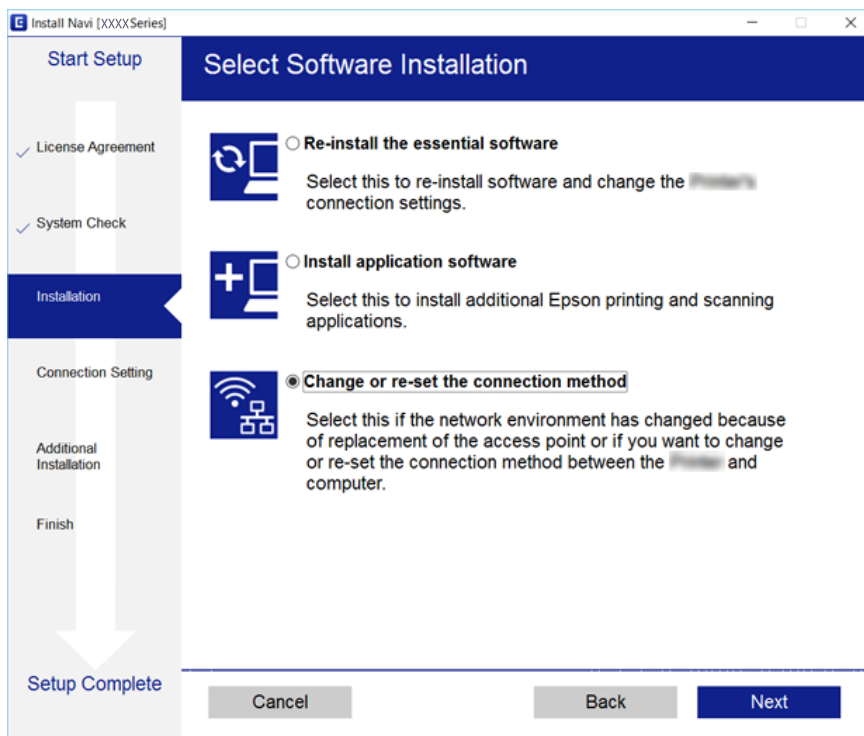 E Install Navi [XXXX Series]
Start Setup
License Agreement
System Check
Installation
Connection Setting
Additional
Installation
Finish
Setup Complete
Select Software Installation
Re-install the essential software
Select this to re-install software and change the
connection settings.
Install application software
Select this to install additional Epson printing and scanning
applications.
Change or re-set the connection method
Select this if the network environment has changed because
of replacement of the access point or if you want to change
or re-set the connection method between the and
computer.
Cancel
Back
Next